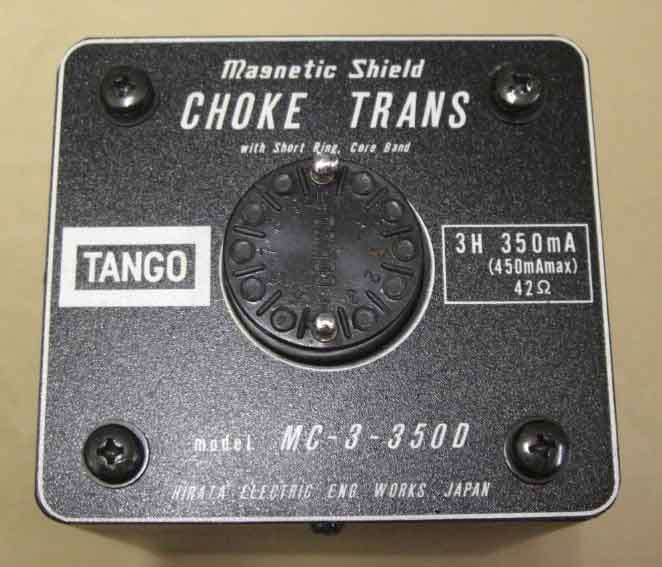 Magnetic Shield
CHOKE TRANS
with Short Ring, Core Band
TANGO
3H 350mA
(450mAmax)
42Ω
model MC-3-350D
HIRATA ELECTRIC ENG WORKS JAPAN